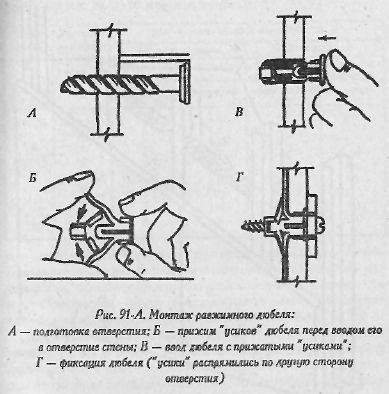 А
В
Б
Г
Рис. 91-А. Монтаж разжимного дюбеля:
А — подготовка отверстия; Б — прижим "усиков" дюбеля перед вводом его
в отверстие стены; В — ввод дюбеля с прижатыми "усиками";
Г — фиксация дюбеля ("усики" распрямились по другую сторону
отверстия)